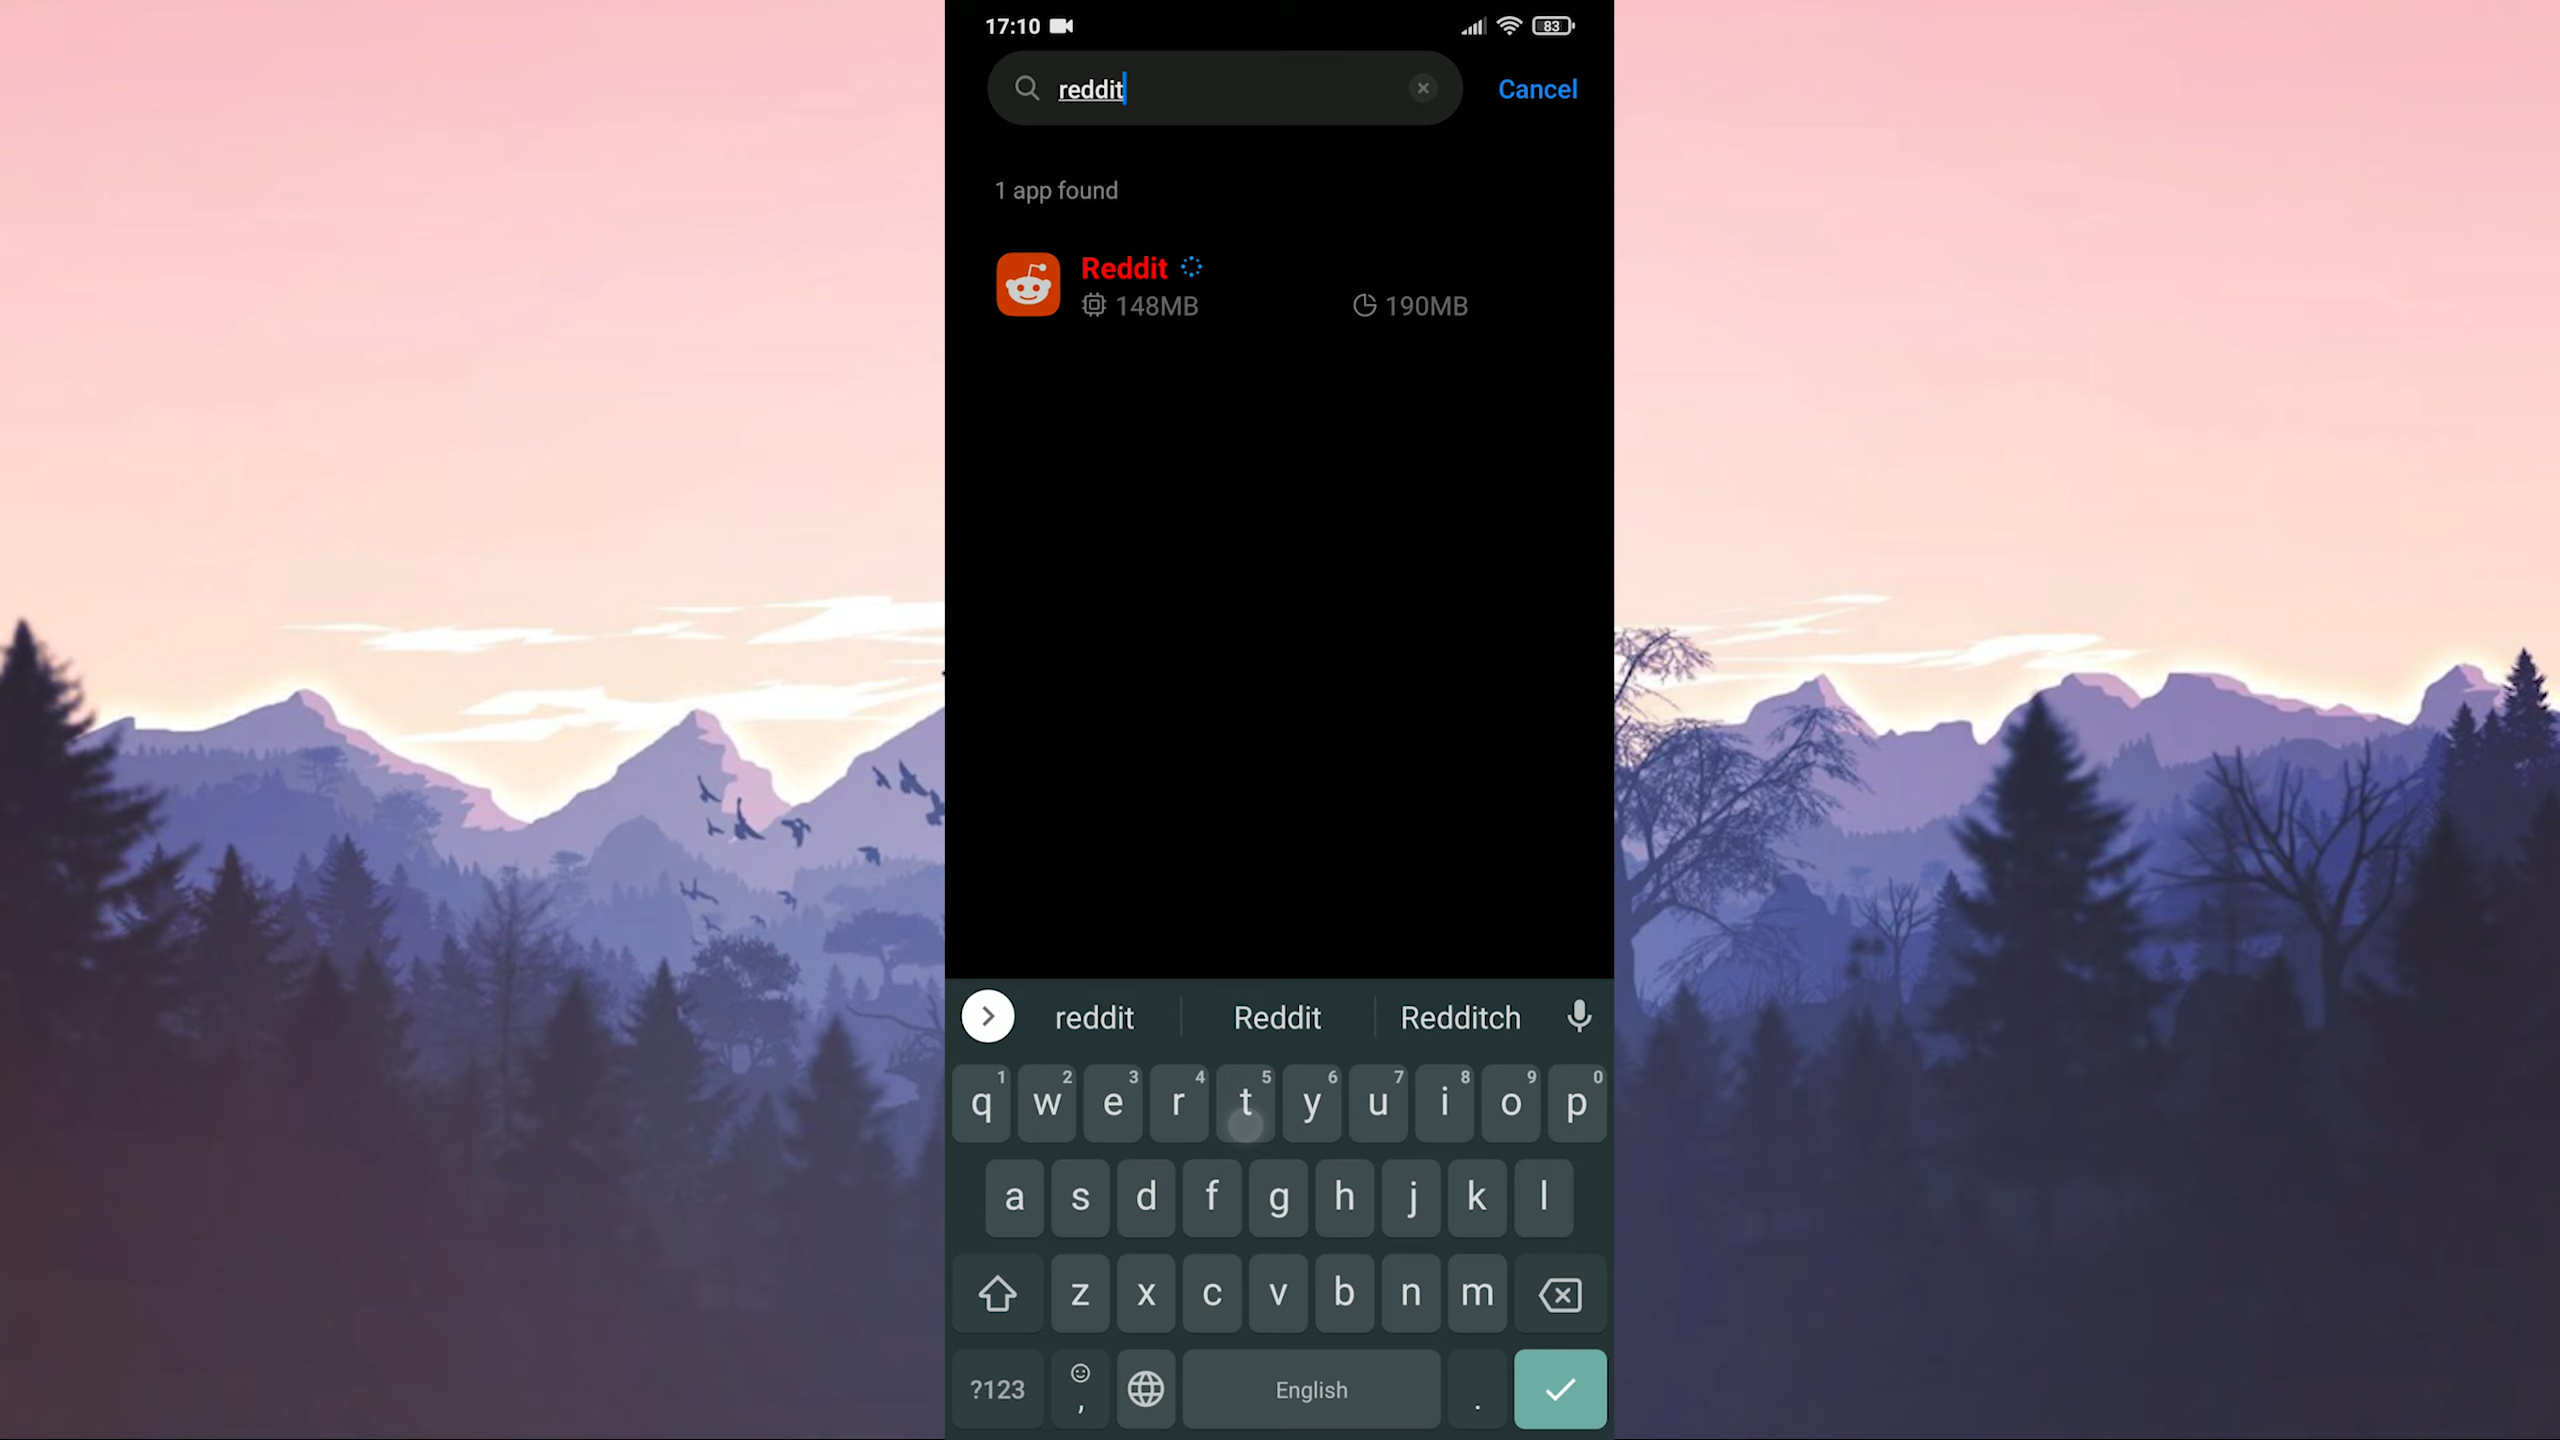 17:10 83
reddit Cancel
1 app found
Reddit
148MB 190MB
reddit Reddit Redditch
1 2 3 4 5 6 7 8 9 0
q w e r t y u i o p
a s d f g h j k l
z x c v b n m
?123 , English .